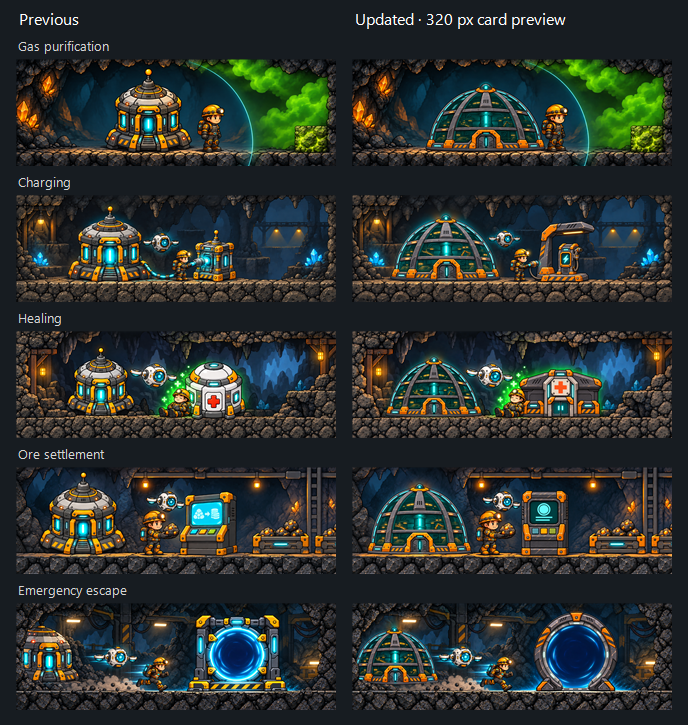 Previous
Updated · 320 px card preview
Gas purification
Charging
Healing
Ore settlement
Emergency escape